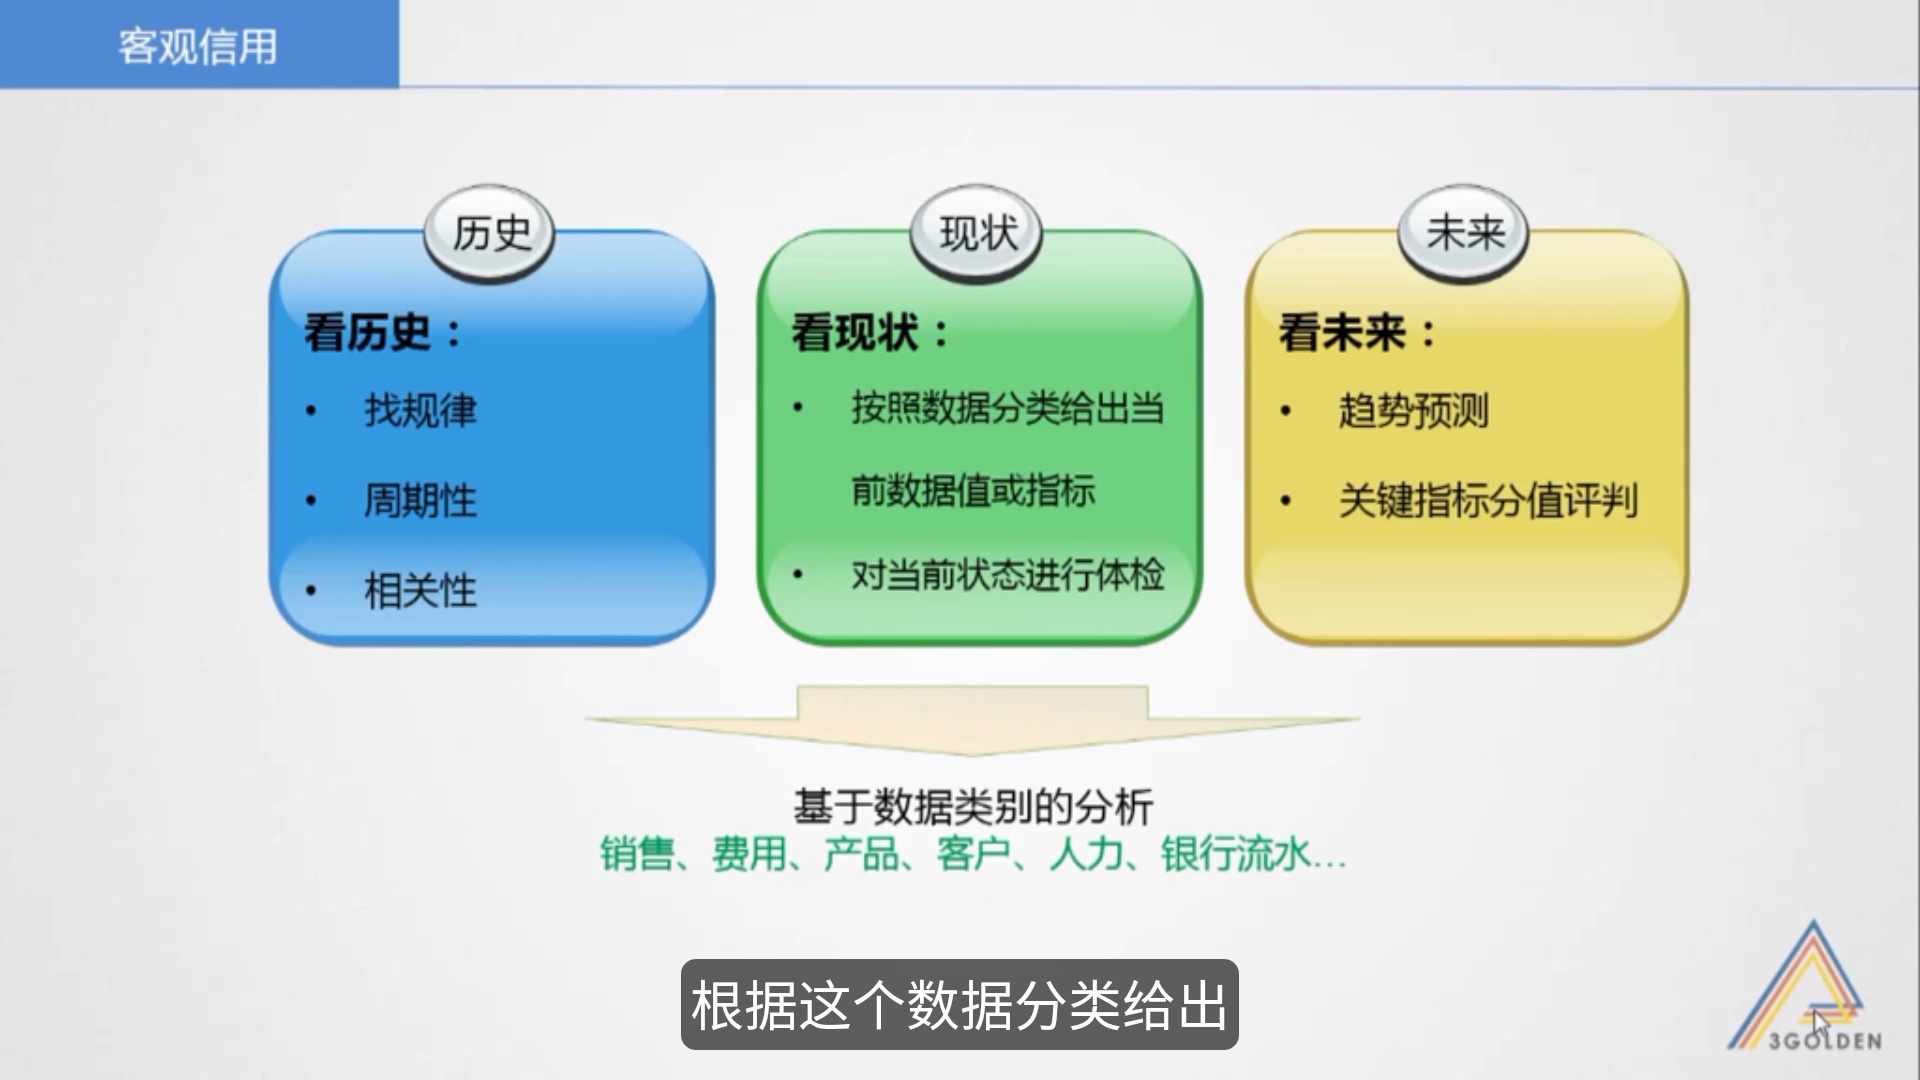 客观信用
历史
看历史：
• 找规律
• 周期性
• 相关性
现状
看现状：
• 按照数据分类给出当
前数据值或指标
• 对当前状态进行体检
未来
看未来：
• 趋势预测
• 关键指标分值评判
基于数据类别的分析
销售、费用、产品、客户、人力、银行流水...
根据这个数据分类给出
3GOLDEN